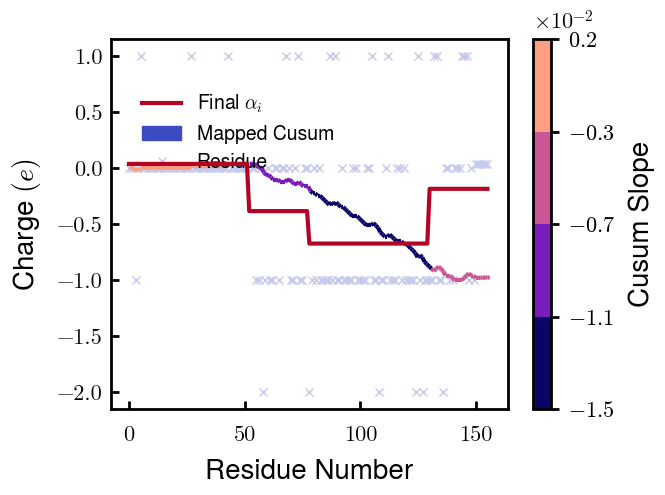 ×10⁻²
1.0
0.5
0.0
−0.5
−1.0
−1.5
−2.0
Charge (e)
Final αᵢ
Mapped Cusum
Residue
0
50
100
150
Residue Number
0.2
−0.3
−0.7
−1.1
−1.5
Cusum Slope